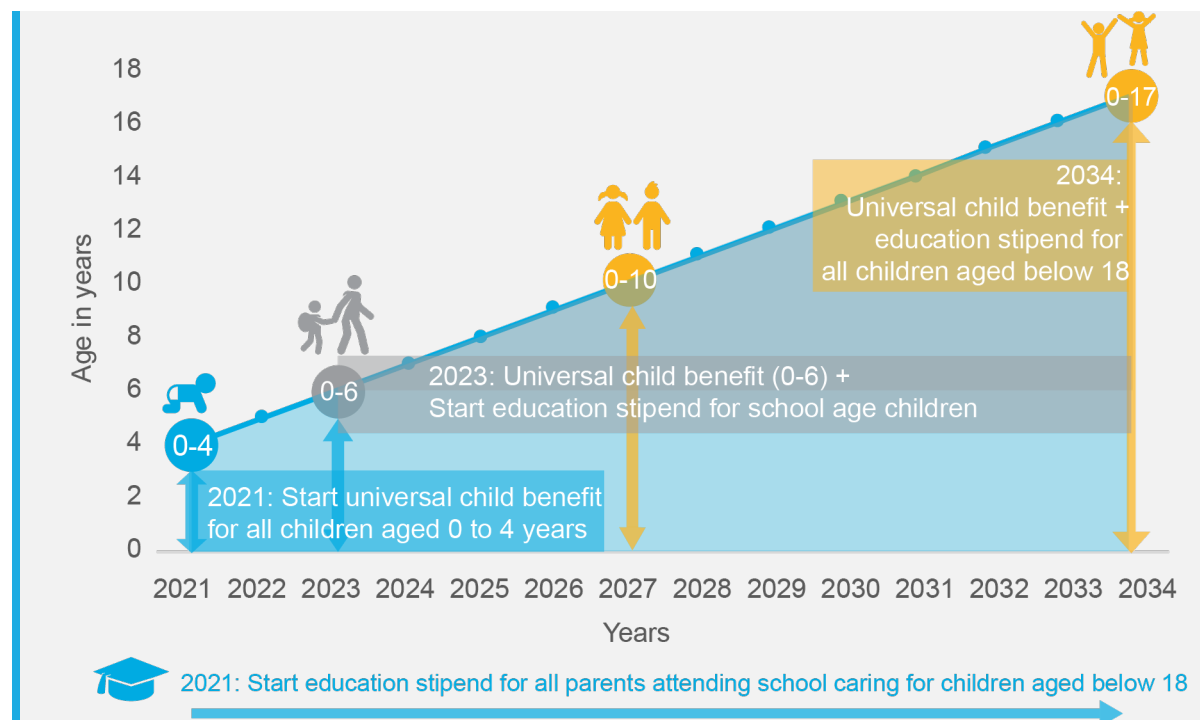 18
0-17
16
2034:
14
Universal child benefit +
12
education stipend for
all children aged below 18
10
0-10
Age in years
8
2023: Universal child benefit (0-6) +
6
0-6
Start education stipend for school age children
4
0-4
2
2021: Start universal child benefit
for all children aged 0 to 4 years
0
2021 2022 2023 2024 2025 2026 2027 2028 2029 2030 2031 2032 2033 2034
Years
2021: Start education stipend for all parents attending school caring for children aged below 18